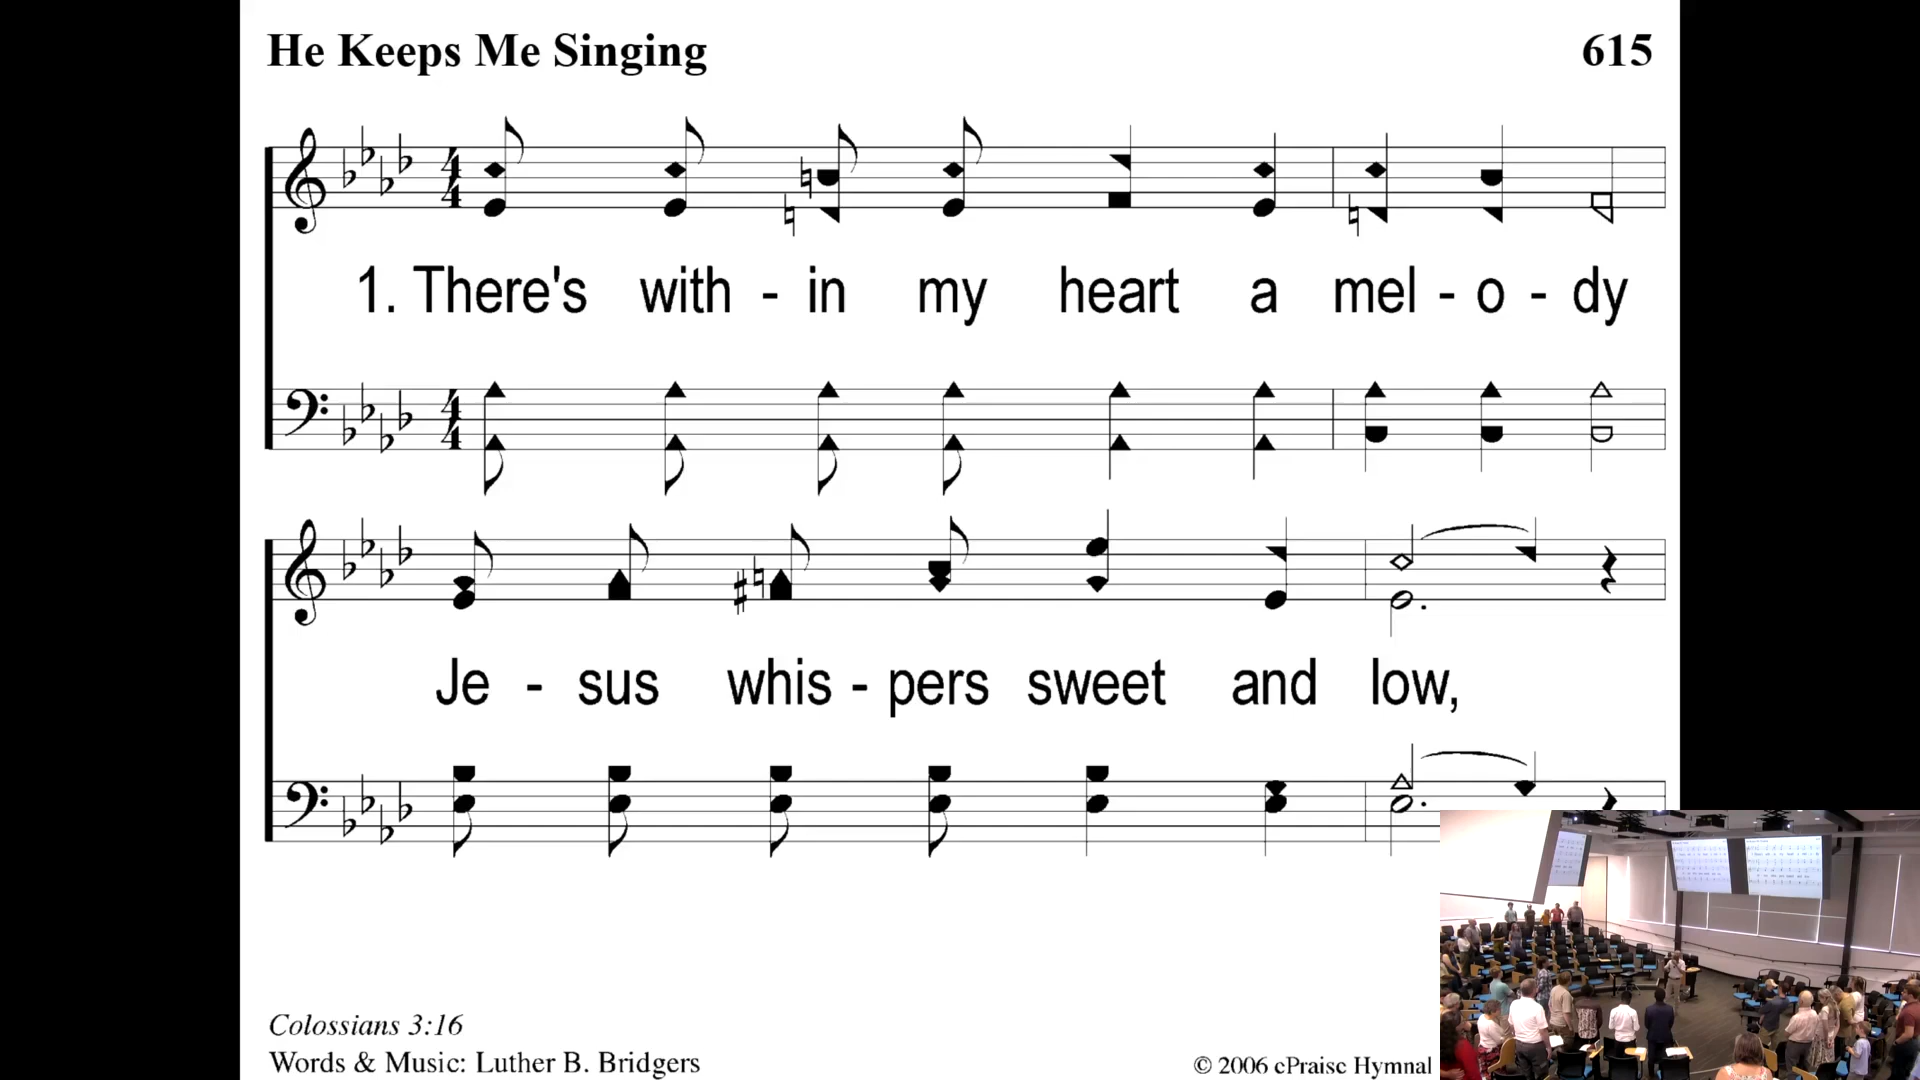 He Keeps Me Singing 615
1. There's with - in my heart a mel - o - dy
Je - sus whis - pers sweet and low,
Colossians 3:16
Words & Music: Luther B. Bridgers
© 2006 ePraise Hymnal